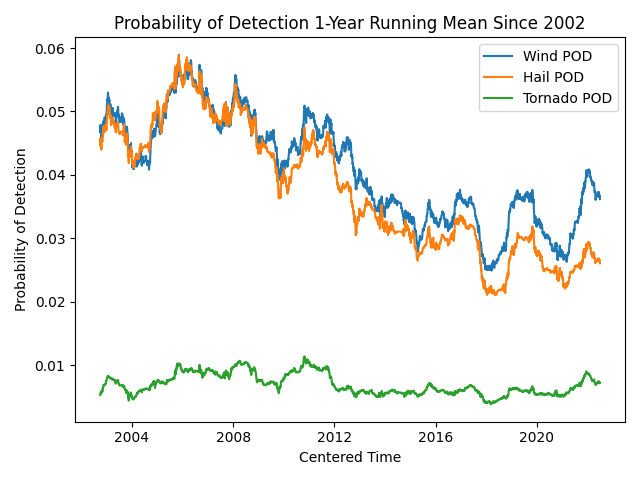 Probability of Detection 1-Year Running Mean Since 2002
0.06
0.05
0.04
0.03
0.02
0.01
Probability of Detection
Wind POD
Hail POD
Tornado POD
2004
2008
2012
2016
2020
Centered Time